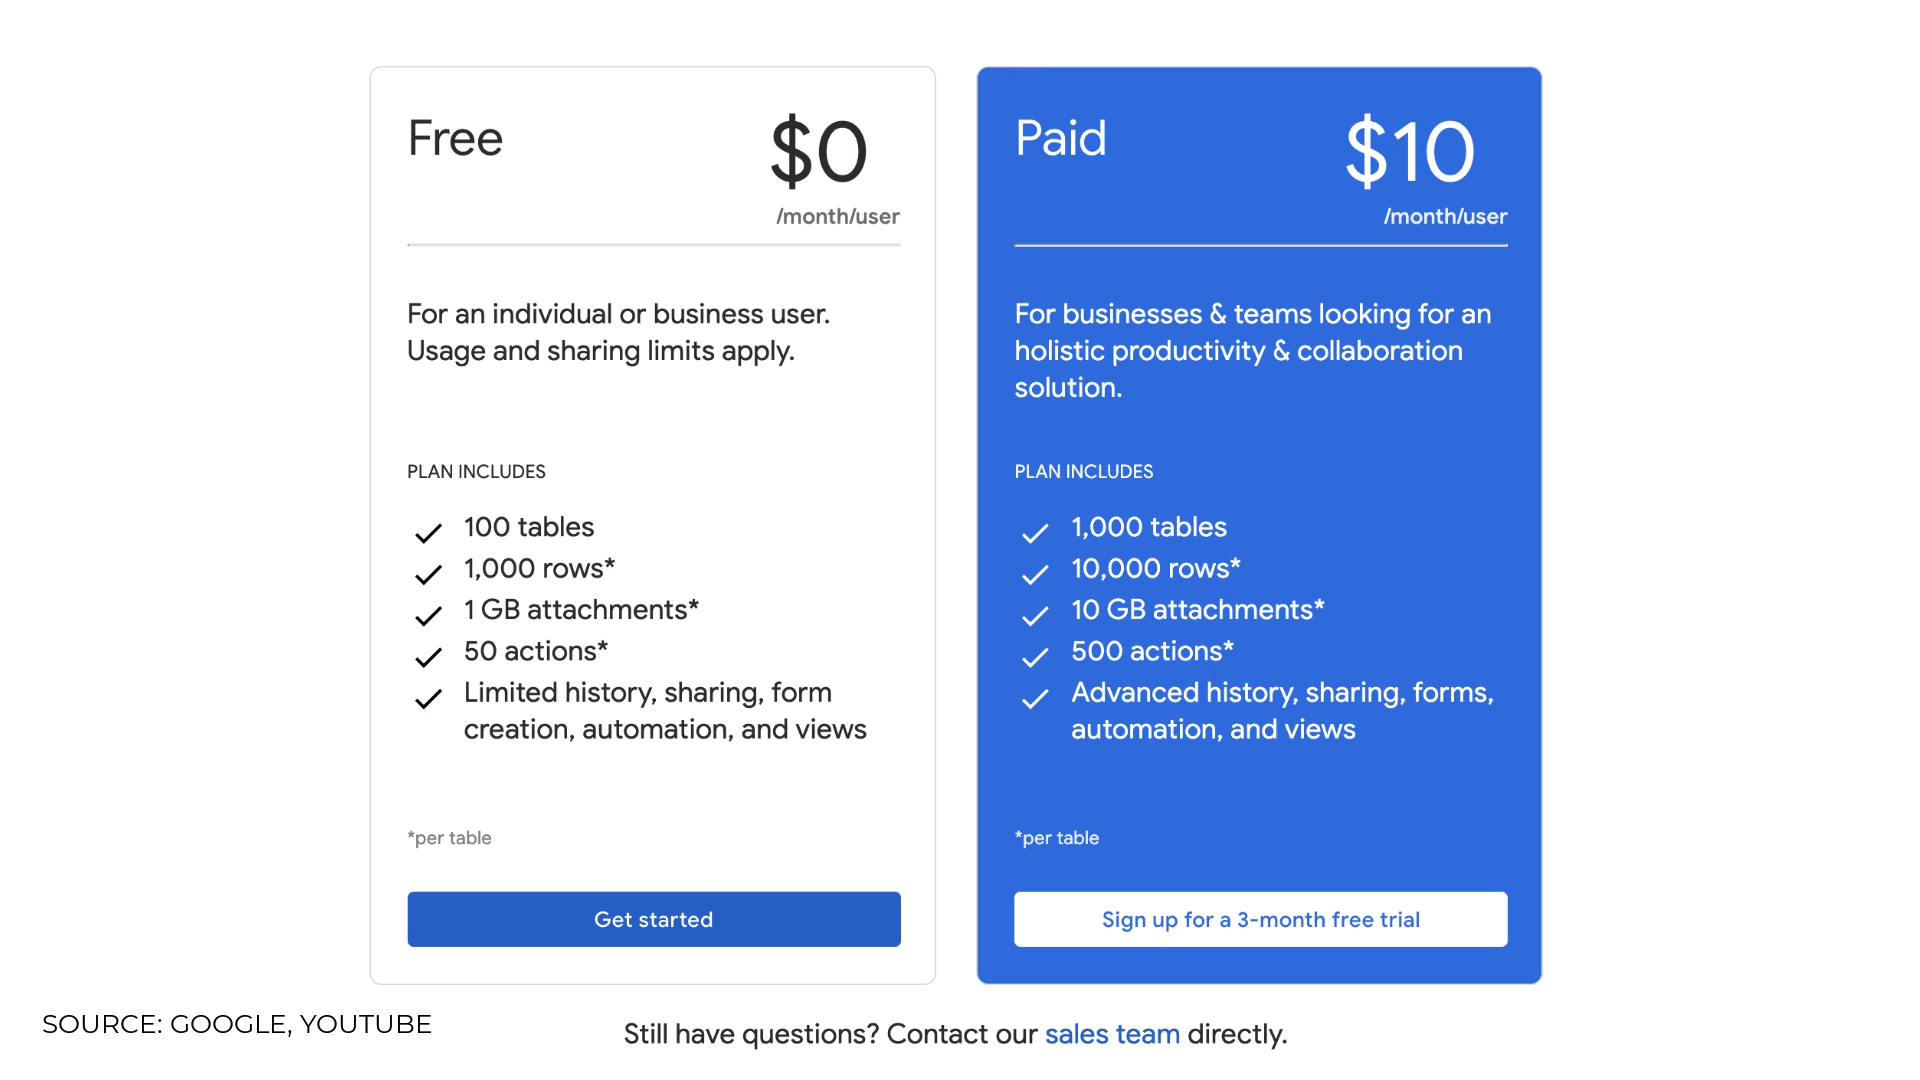 Free
$0
/month/user
For an individual or business user.
Usage and sharing limits apply.
PLAN INCLUDES
100 tables
1,000 rows*
1 GB attachments*
50 actions*
Limited history, sharing, form
creation, automation, and views
*per table
Get started
Paid
$10
/month/user
For businesses & teams looking for an
holistic productivity & collaboration
solution.
PLAN INCLUDES
1,000 tables
10,000 rows*
10 GB attachments*
500 actions*
Advanced history, sharing, forms,
automation, and views
*per table
Sign up for a 3-month free trial
SOURCE: GOOGLE, YOUTUBE
Still have questions? Contact our sales team directly.